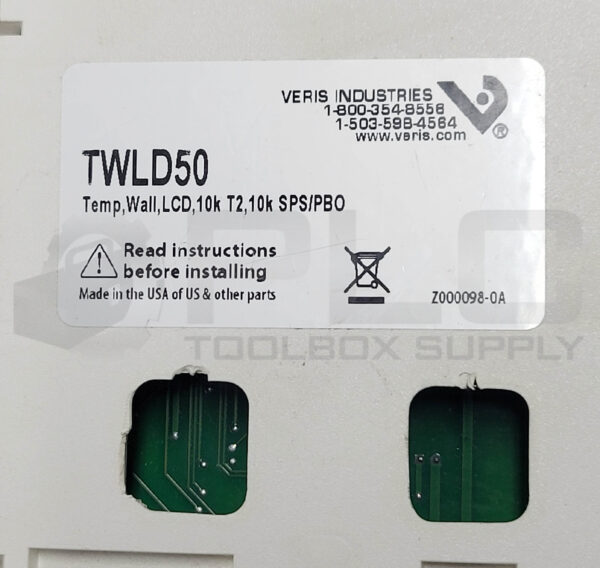 VERIS INDUSTRIES
1-800-354-8556
1-503-598-4564
www.veris.com
®
TWLD50
Temp,Wall,LCD,10k T2,10k SPS/PBO
Read instructions
before installing
Made in the USA of US & other parts
Z000098-0A
PLC
TOOLBOX SUPPLY